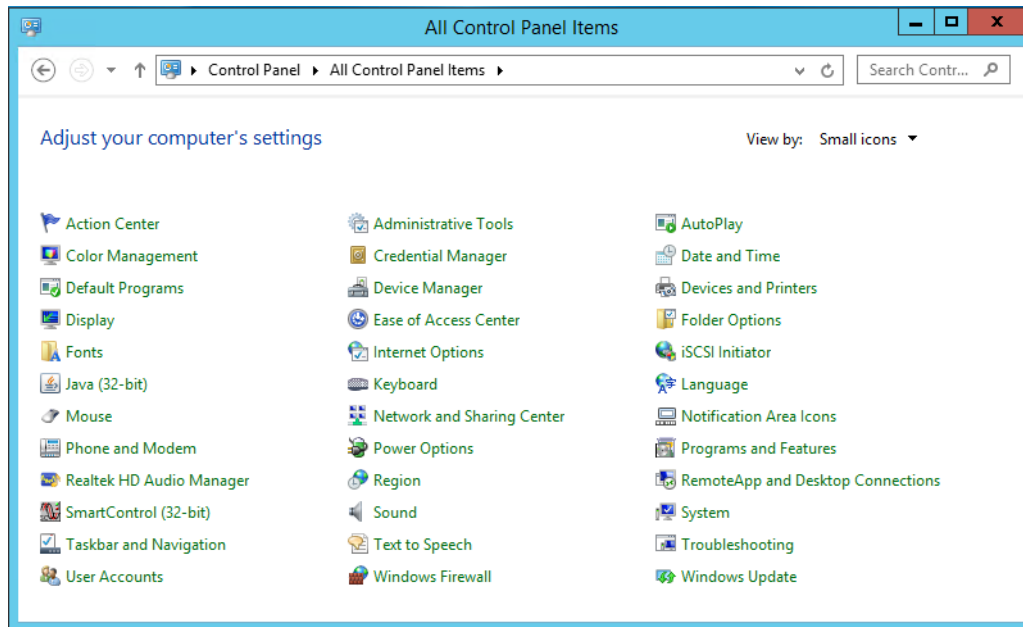 All Control Panel Items
Control Panel All Control Panel Items Search Contr...
Adjust your computer's settings View by: Small icons
Action Center Administrative Tools AutoPlay
Color Management Credential Manager Date and Time
Default Programs Device Manager Devices and Printers
Display Ease of Access Center Folder Options
Fonts Internet Options iSCSI Initiator
Java (32-bit) Keyboard Language
Mouse Network and Sharing Center Notification Area Icons
Phone and Modem Power Options Programs and Features
Realtek HD Audio Manager Region RemoteApp and Desktop Connections
SmartControl (32-bit) Sound System
Taskbar and Navigation Text to Speech Troubleshooting
User Accounts Windows Firewall Windows Update